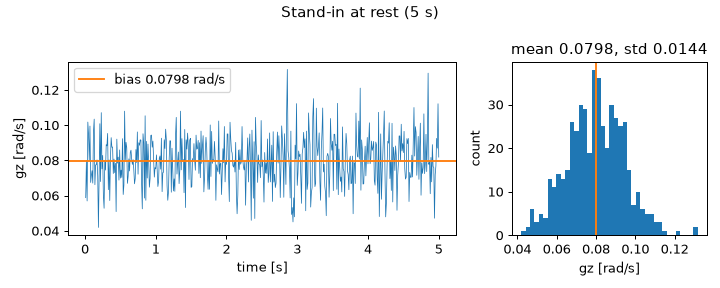 Stand-in at rest (5 s)
bias 0.0798 rad/s
gz [rad/s]
0.12
0.10
0.08
0.06
0.04
0 1 2 3 4 5
time [s]
mean 0.0798, std 0.0144
count
30
20
10
0
0.04 0.06 0.08 0.10 0.12
gz [rad/s]